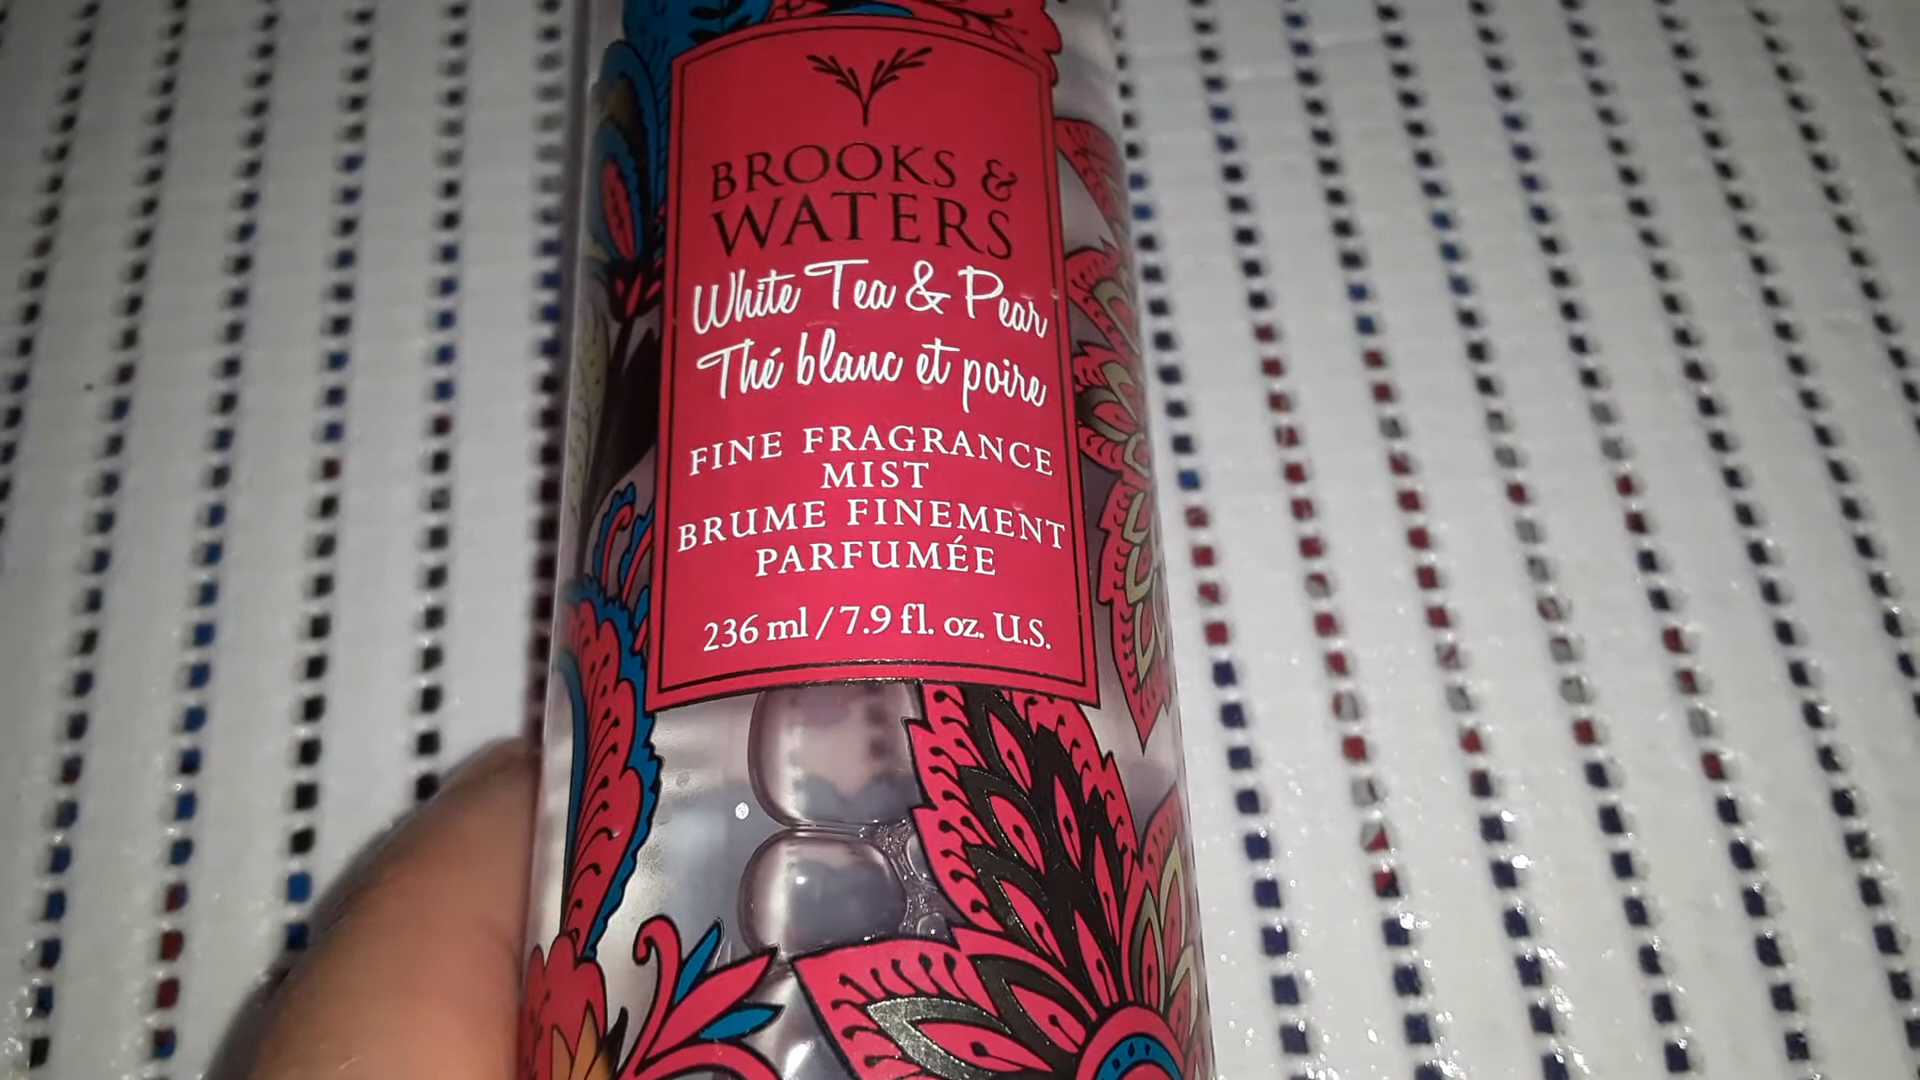 BROOKS &
WATERS
White Tea & Pear
Thé blanc et poire
FINE FRAGRANCE
MIST
BRUME FINEMENT
PARFUMÉE
236 ml / 7.9 fl. oz. U.S.